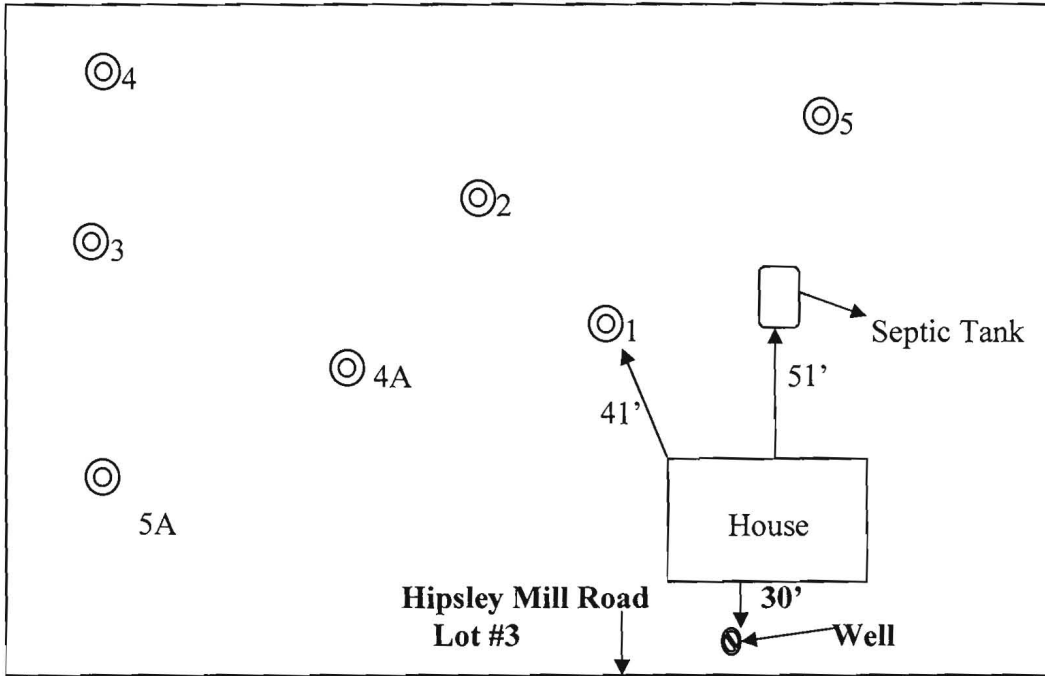 4
5
2
3
1
Septic Tank
4A
51’
41’
5A
House
Hipsley Mill Road
30’
Lot #3
Well